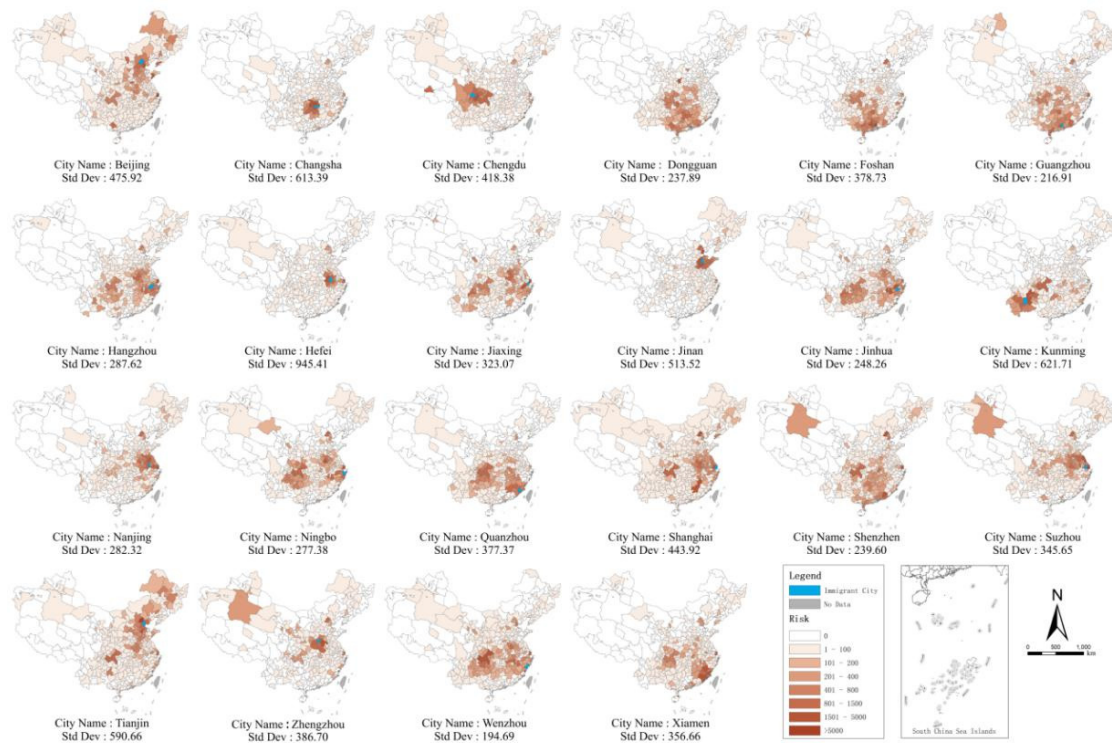 City Name : Beijing
Std Dev : 475.92
City Name : Changsha
Std Dev : 613.39
City Name : Chengdu
Std Dev : 418.38
City Name : Dongguan
Std Dev : 237.89
City Name : Foshan
Std Dev : 378.73
City Name : Guangzhou
Std Dev : 216.91
City Name : Hangzhou
Std Dev : 287.62
City Name : Hefei
Std Dev : 945.41
City Name : Jiaxing
Std Dev : 323.07
City Name : Jinan
Std Dev : 513.52
City Name : Jinhua
Std Dev : 248.26
City Name : Kunming
Std Dev : 621.71
City Name : Nanjing
Std Dev : 282.32
City Name : Ningbo
Std Dev : 277.38
City Name : Quanzhou
Std Dev : 377.37
City Name : Shanghai
Std Dev : 443.92
City Name : Shenzhen
Std Dev : 239.60
City Name : Suzhou
Std Dev : 345.65
City Name : Tianjin
Std Dev : 590.66
City Name : Zhengzhou
Std Dev : 386.70
City Name : Wenzhou
Std Dev : 194.69
City Name : Xiamen
Std Dev : 356.66
Legend
Immigrant City
No Data
Risk
0
1 - 100
101 - 200
201 - 400
401 - 800
801 - 1500
1501 - 5000
>5000
South China Sea Islands
N
0 500 1,000
km